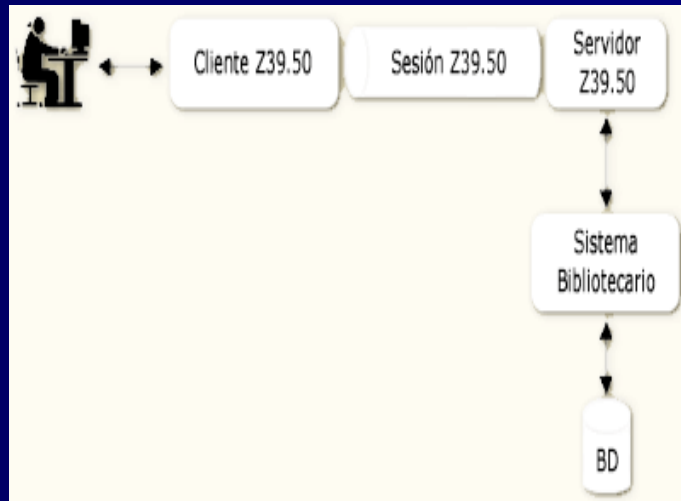 Cliente Z39.50
Sesión Z39.50
Servidor
Z39.50
Sistema
Bibliotecario
BD